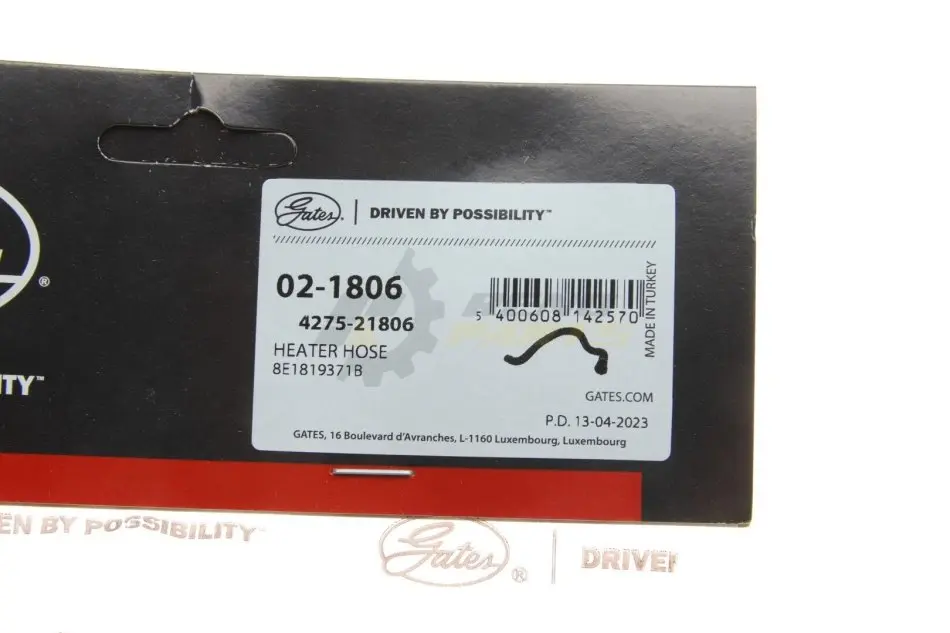 Gates® | DRIVEN BY POSSIBILITY™
02-1806
4275-21806
HEATER HOSE
8E1819371B
5 400608 142570
MADE IN TURKEY
GATES.COM
P.D. 13-04-2023
GATES, 16 Boulevard d'Avranches, L-1160 Luxembourg, Luxembourg
®
ITY™
EN BY POSSIBILITY™
Gates® | DRIVEN